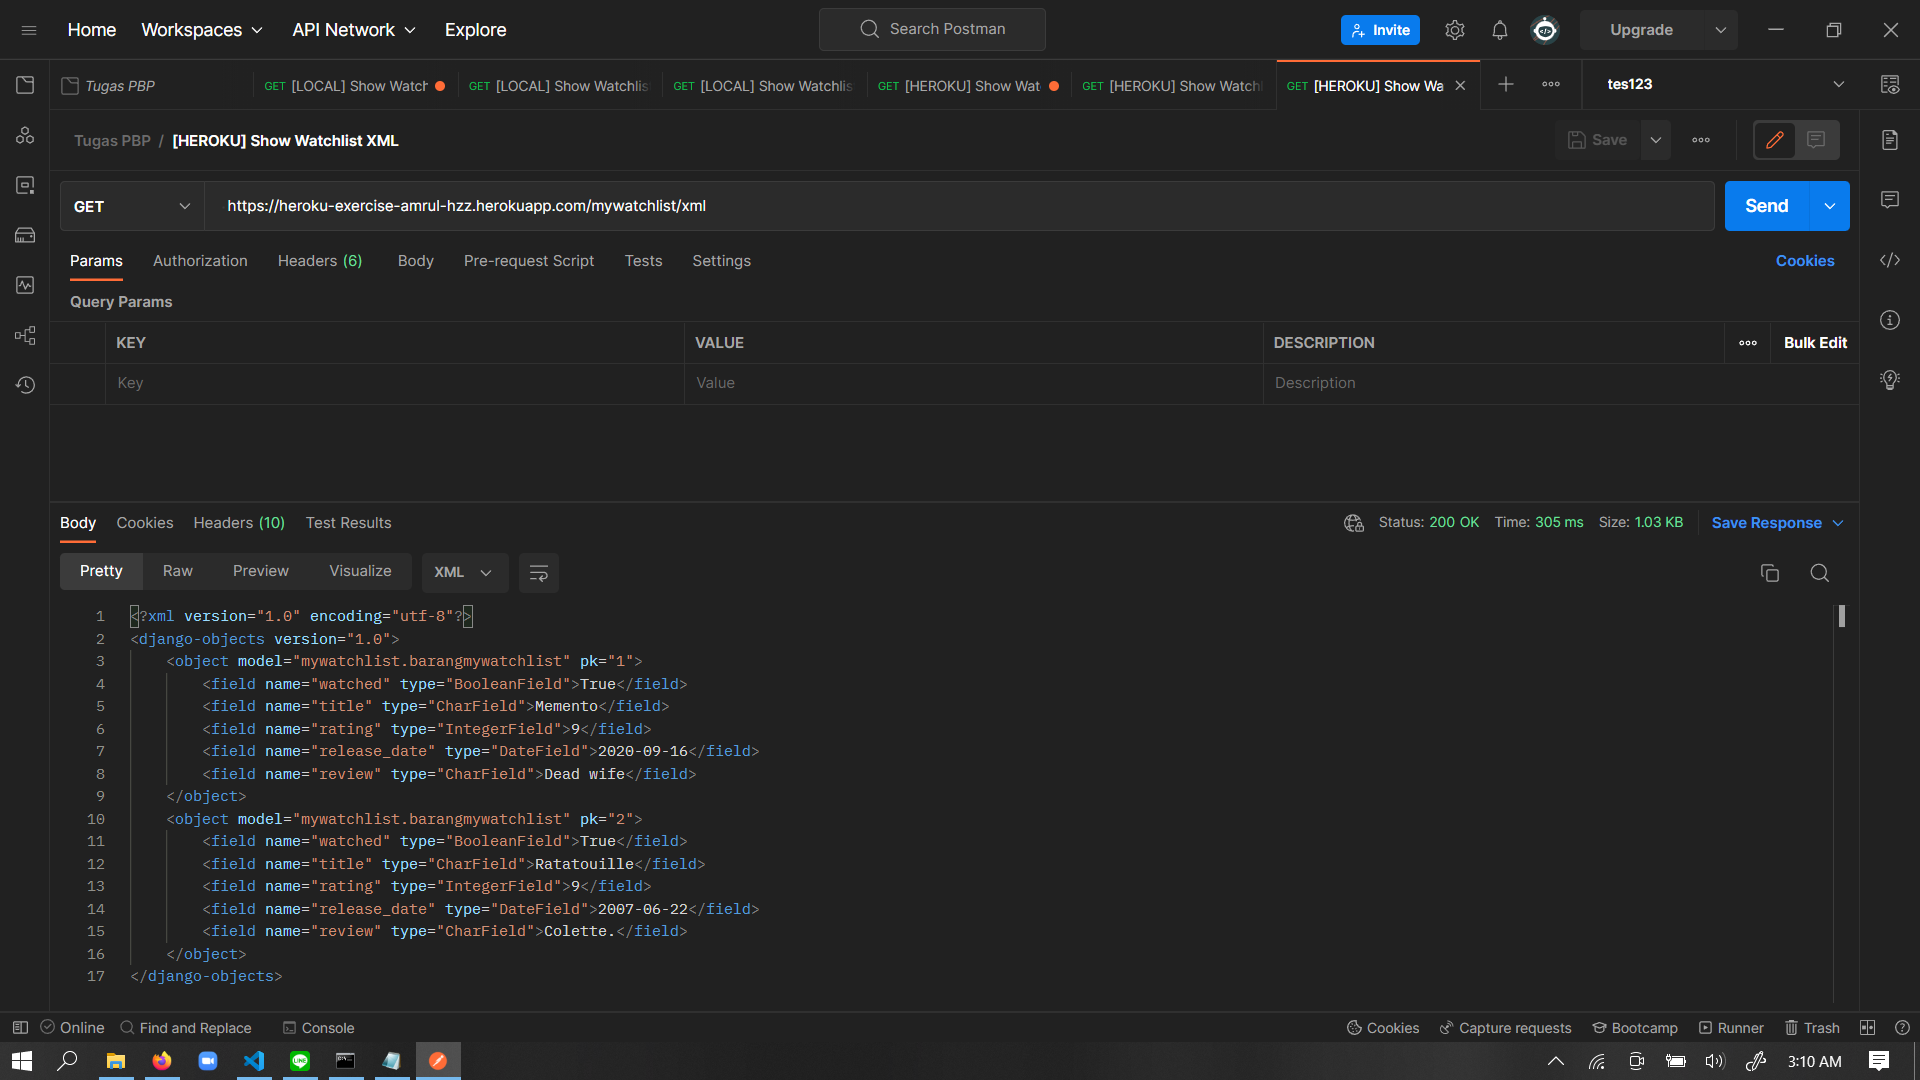 Home Workspaces API Network Explore Search Postman Invite Upgrade
Tugas PBP GET [LOCAL] Show Watch GET [LOCAL] Show Watchlis GET [LOCAL] Show Watchlis GET [HEROKU] Show Wat GET [HEROKU] Show Watchl GET [HEROKU] Show Wa tes123
Tugas PBP / [HEROKU] Show Watchlist XML Save
GET https://heroku-exercise-amrul-hzz.herokuapp.com/mywatchlist/xml Send
Params Authorization Headers (6) Body Pre-request Script Tests Settings Cookies
Query Params
KEY VALUE DESCRIPTION Bulk Edit
Key Value Description
Body Cookies Headers (10) Test Results Status: 200 OK Time: 305 ms Size: 1.03 KB Save Response
Pretty Raw Preview Visualize XML
1 <?xml version="1.0" encoding="utf-8"?>
2 <django-objects version="1.0">
3 <object model="mywatchlist.barangmywatchlist" pk="1">
4 <field name="watched" type="BooleanField">True</field>
5 <field name="title" type="CharField">Memento</field>
6 <field name="rating" type="IntegerField">9</field>
7 <field name="release_date" type="DateField">2020-09-16</field>
8 <field name="review" type="CharField">Dead wife</field>
9 </object>
10 <object model="mywatchlist.barangmywatchlist" pk="2">
11 <field name="watched" type="BooleanField">True</field>
12 <field name="title" type="CharField">Ratatouille</field>
13 <field name="rating" type="IntegerField">9</field>
14 <field name="release_date" type="DateField">2007-06-22</field>
15 <field name="review" type="CharField">Colette.</field>
16 </object>
17 </django-objects>
Online Find and Replace Console Cookies Capture requests Bootcamp Runner Trash
3:10 AM